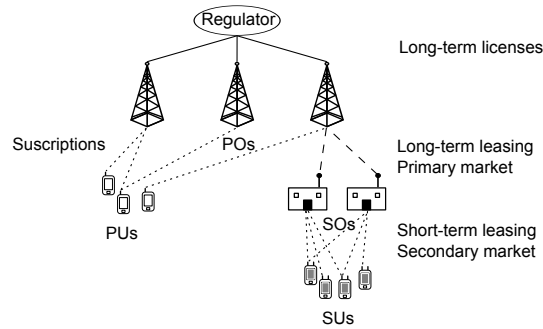 Regulator
Long-term licenses
Suscriptions
POs
Long-term leasing
Primary market
PUs
SOs
Short-term leasing
Secondary market
SUs